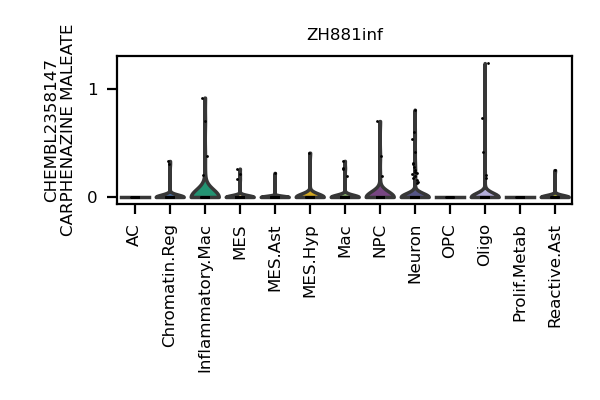 ZH881inf
CHEMBL2358147
CARPHENAZINE MALEATE
1
0
AC
Chromatin.Reg
Inflammatory.Mac
MES
MES.Ast
MES.Hyp
Mac
NPC
Neuron
OPC
Oligo
Prolif.Metab
Reactive.Ast